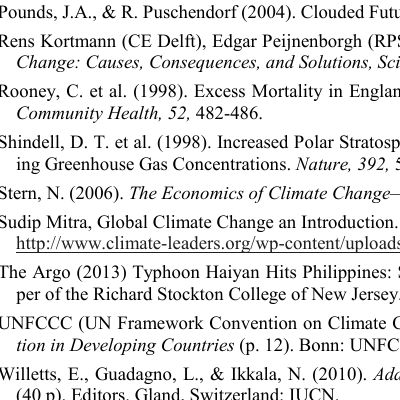 Pounds, J.A., & R. Puschendorf (2004). Clouded Futu
Rens Kortmann (CE Delft), Edgar Peijnenborgh (RPS
Change: Causes, Consequences, and Solutions, Sci
Rooney, C. et al. (1998). Excess Mortality in Englan
Community Health, 52, 482-486.
Shindell, D. T. et al. (1998). Increased Polar Stratosp
ing Greenhouse Gas Concentrations. Nature, 392, 5
Stern, N. (2006). The Economics of Climate Change—
Sudip Mitra, Global Climate Change an Introduction.
http://www.climate-leaders.org/wp-content/uploads
The Argo (2013) Typhoon Haiyan Hits Philippines: S
per of the Richard Stockton College of New Jersey.
UNFCCC (UN Framework Convention on Climate C
tion in Developing Countries (p. 12). Bonn: UNFC
Willetts, E., Guadagno, L., & Ikkala, N. (2010). Ada
(40 p). Editors, Gland, Switzerland: IUCN.